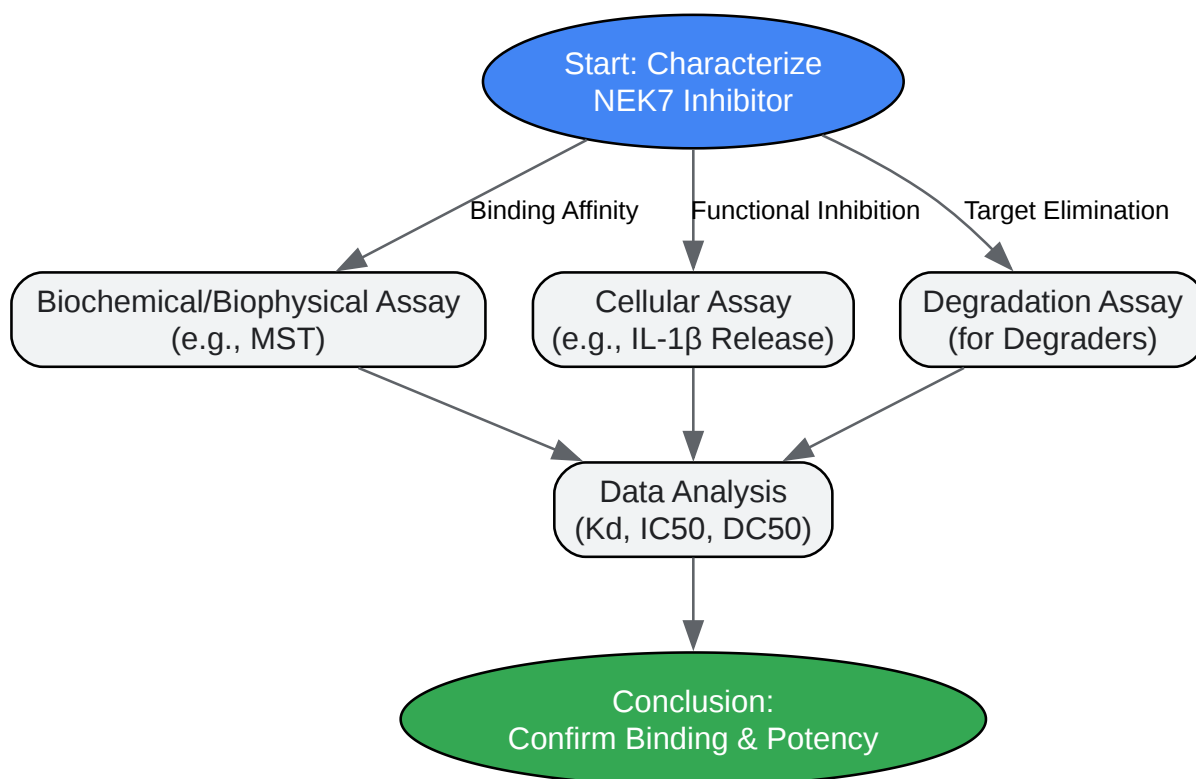 Start: Characterize
NEK7 Inhibitor
Binding Affinity
Functional Inhibition
Target Elimination
Biochemical/Biophysical Assay
(e.g., MST)
Cellular Assay
(e.g., IL-1β Release)
Degradation Assay
(for Degraders)
Data Analysis
(Kd, IC50, DC50)
Conclusion:
Confirm Binding & Potency